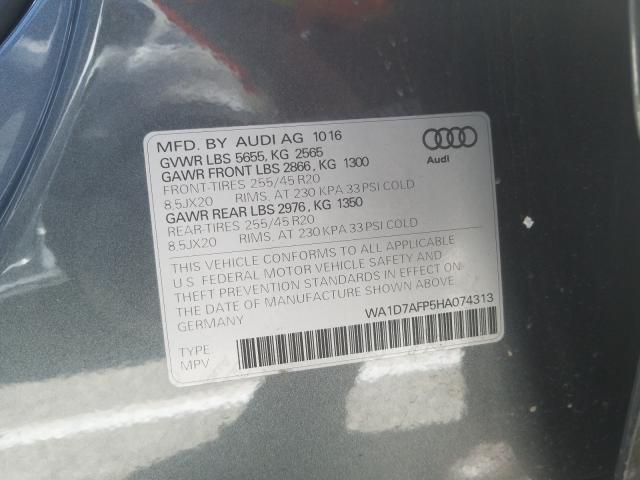 MFD. BY AUDI AG 10 16
GVWR LBS 5655, KG 2565
GAWR FRONT LBS 2866, KG 1300
FRONT-TIRES 255/45 R20
8,5JX20 RIMS, AT 230 KPA 33 PSI COLD
GAWR REAR LBS 2976, KG 1350
REAR-TIRES 255/45 R20
8,5JX20 RIMS, AT 230 KPA 33 PSI COLD
Audi
THIS VEHICLE CONFORMS TO ALL APPLICABLE
U.S. FEDERAL MOTOR VEHICLE SAFETY AND
THEFT PREVENTION STANDARDS IN EFFECT ON
THE DATE OF MANUFACTURE SHOWN ABOVE
GERMANY
WA1D7AFP5HA074313
TYPE
MPV